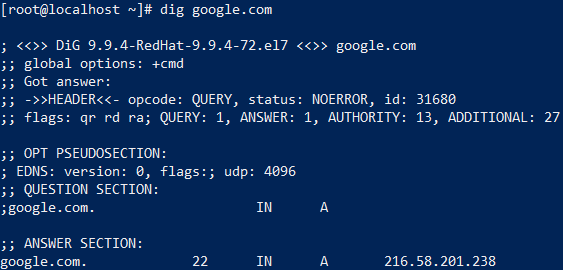 [root@localhost ~]# dig google.com
; <<>> DiG 9.9.4-RedHat-9.9.4-72.el7 <<>> google.com
;; global options: +cmd
;; Got answer:
;; ->>HEADER<<- opcode: QUERY, status: NOERROR, id: 31680
;; flags: qr rd ra; QUERY: 1, ANSWER: 1, AUTHORITY: 13, ADDITIONAL: 27
;; OPT PSEUDOSECTION:
; EDNS: version: 0, flags:; udp: 4096
;; QUESTION SECTION:
;google.com. IN A
;; ANSWER SECTION:
google.com. 22 IN A 216.58.201.238